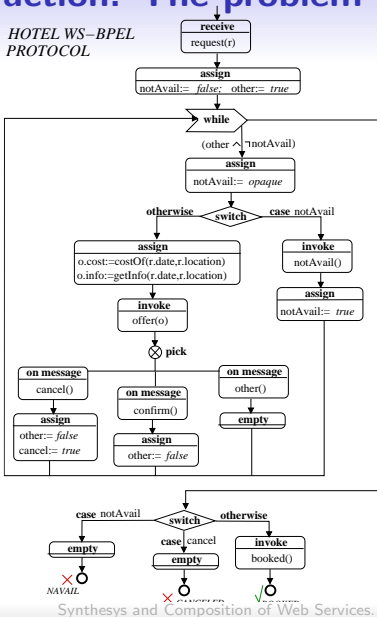 uction: The problem
HOTEL WS–BPEL
PROTOCOL
receive
request(r)
assign
notAvail:= false; other:= true
while
(other ∧ ¬notAvail)
assign
notAvail:= opaque
otherwise
switch
case notAvail
assign
o.cost:=costOf(r.date,r.location)
o.info:=getInfo(r.date,r.location)
invoke
notAvail()
invoke
offer(o)
assign
notAvail:= true
pick
on message
cancel()
on message
confirm()
on message
other()
assign
other:= false
cancel:= true
assign
other:= false
empty
case notAvail
switch
otherwise
case cancel
empty
empty
invoke
booked()
NAVAIL
CANCELED
BOOKED
Synthesys and Composition of Web Services.